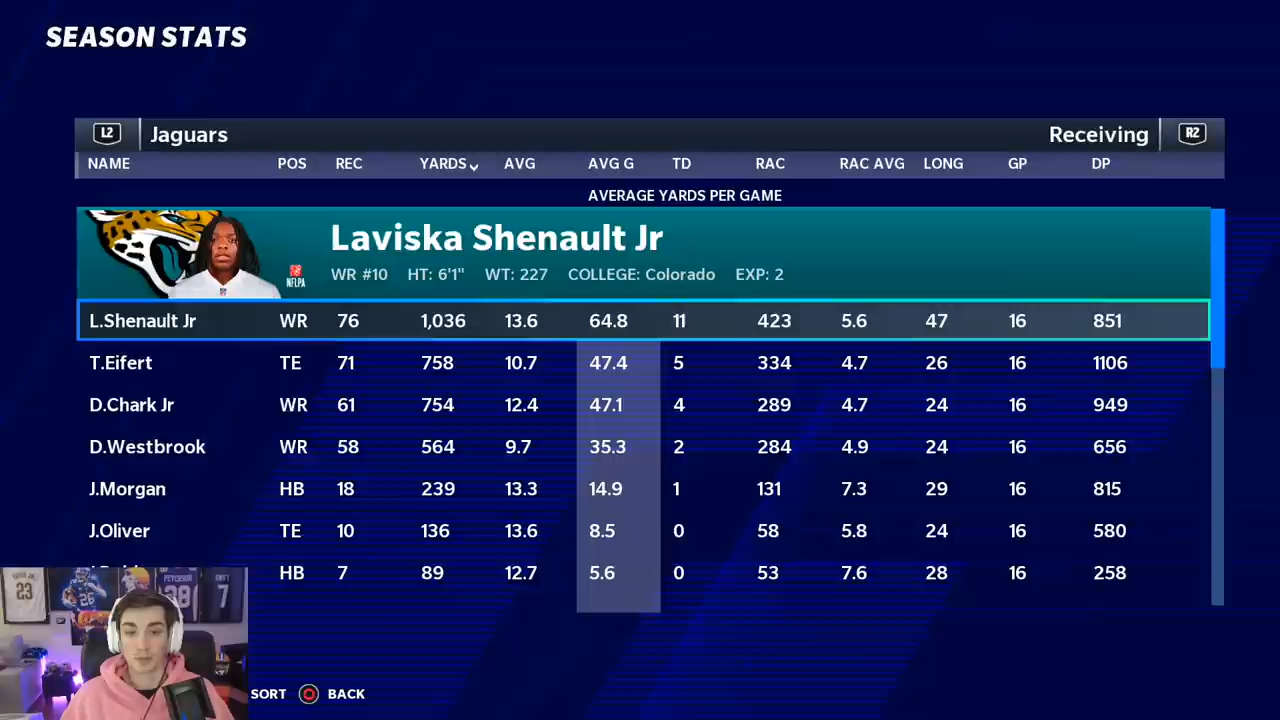 SEASON STATS
L2 Jaguars Receiving R2
NAME POS REC YARDS AVG AVG G TD RAC RAC AVG LONG GP DP
AVERAGE YARDS PER GAME
Laviska Shenault Jr
NFLPA WR #10 HT: 6'1" WT: 227 COLLEGE: Colorado EXP: 2
L.Shenault Jr WR 76 1,036 13.6 64.8 11 423 5.6 47 16 851
T.Eifert TE 71 758 10.7 47.4 5 334 4.7 26 16 1106
D.Chark Jr WR 61 754 12.4 47.1 4 289 4.7 24 16 949
D.Westbrook WR 58 564 9.7 35.3 2 284 4.9 24 16 656
J.Morgan HB 18 239 13.3 14.9 1 131 7.3 29 16 815
J.Oliver TE 10 136 13.6 8.5 0 58 5.8 24 16 580
HB 7 89 12.7 5.6 0 53 7.6 28 16 258
23
26
PETERSON
28
7
SORT BACK